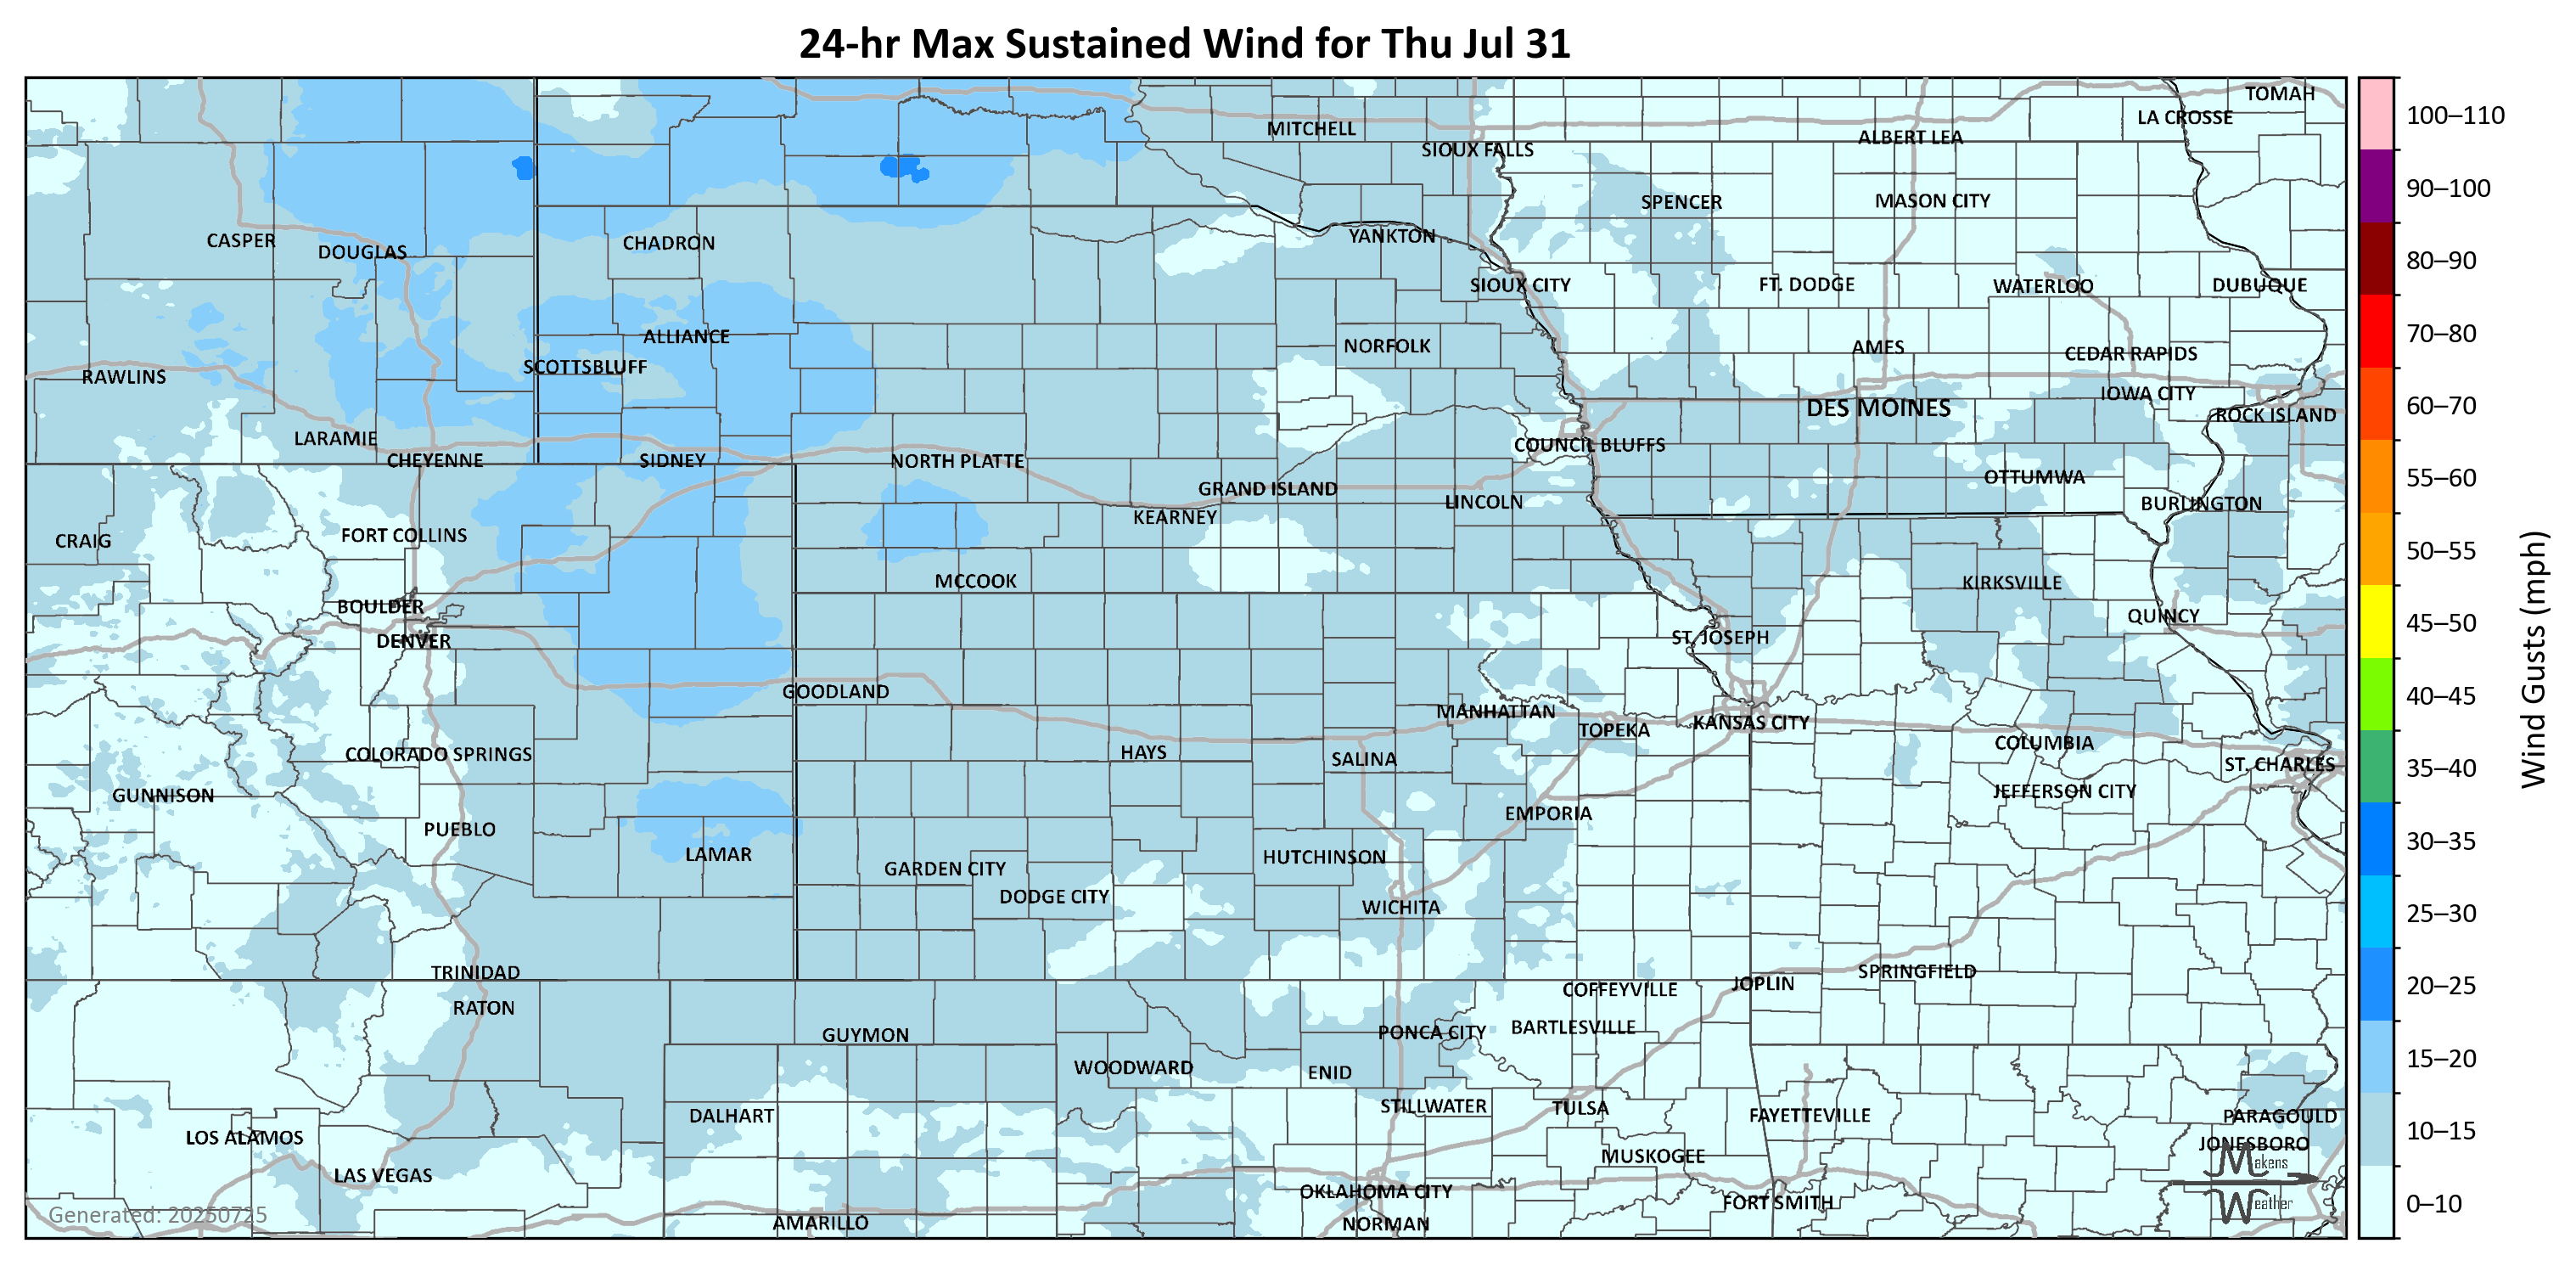 24-hr Max Sustained Wind for Thu Jul 31
TOMAH
LA CROSSE
MITCHELL
ALBERT LEA
SIOUX FALLS
SPENCER
MASON CITY
CASPER
DOUGLAS
CHADRON
YANKTON
SIOUX CITY
FT. DODGE
WATERLOO
DUBUQUE
ALLIANCE
NORFOLK
AMES
CEDAR RAPIDS
SCOTTSBLUFF
RAWLINS
IOWA CITY
DES MOINES
ROCK ISLAND
LARAMIE
COUNCIL BLUFFS
CHEYENNE
SIDNEY
NORTH PLATTE
OTTUMWA
GRAND ISLAND
LINCOLN
BURLINGTON
KEARNEY
CRAIG
FORT COLLINS
MCCOOK
KIRKSVILLE
BOULDER
QUINCY
DENVER
ST. JOSEPH
GOODLAND
MANHATTAN
TOPEKA
KANSAS CITY
COLORADO SPRINGS
HAYS
SALINA
COLUMBIA
ST. CHARLES
GUNNISON
JEFFERSON CITY
EMPORIA
PUEBLO
LAMAR
HUTCHINSON
GARDEN CITY
DODGE CITY
WICHITA
TRINIDAD
SPRINGFIELD
JOPLIN
COFFEYVILLE
RATON
BARTLESVILLE
PONCA CITY
GUYMON
WOODWARD
ENID
STILLWATER
TULSA
DALHART
FAYETTEVILLE
PARAGOULD
LOS ALAMOS
JONESBORO
MUSKOGEE
LAS VEGAS
OKLAHOMA CITY
FORT SMITH
AMARILLO
NORMAN
Generated: 20250725
Makens
Weather
100–110
90–100
80–90
70–80
60–70
55–60
50–55
45–50
40–45
35–40
30–35
25–30
20–25
15–20
10–15
0–10
Wind Gusts (mph)